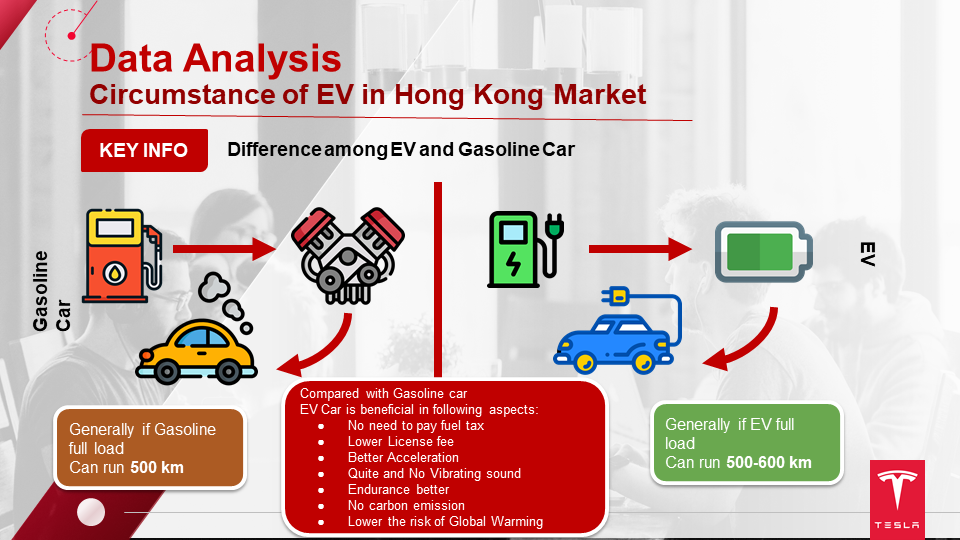 Data Analysis
Circumstance of EV in Hong Kong Market
KEY INFO
Difference among EV and Gasoline Car
Gasoline
Car
EV
Generally if Gasoline
full load
Can run 500 km
Compared with Gasoline car
EV Car is beneficial in following aspects:
● No need to pay fuel tax
● Lower License fee
● Better Acceleration
● Quite and No Vibrating sound
● Endurance better
● No carbon emission
● Lower the risk of Global Warming
Generally if EV full
load
Can run 500-600 km
TESLA